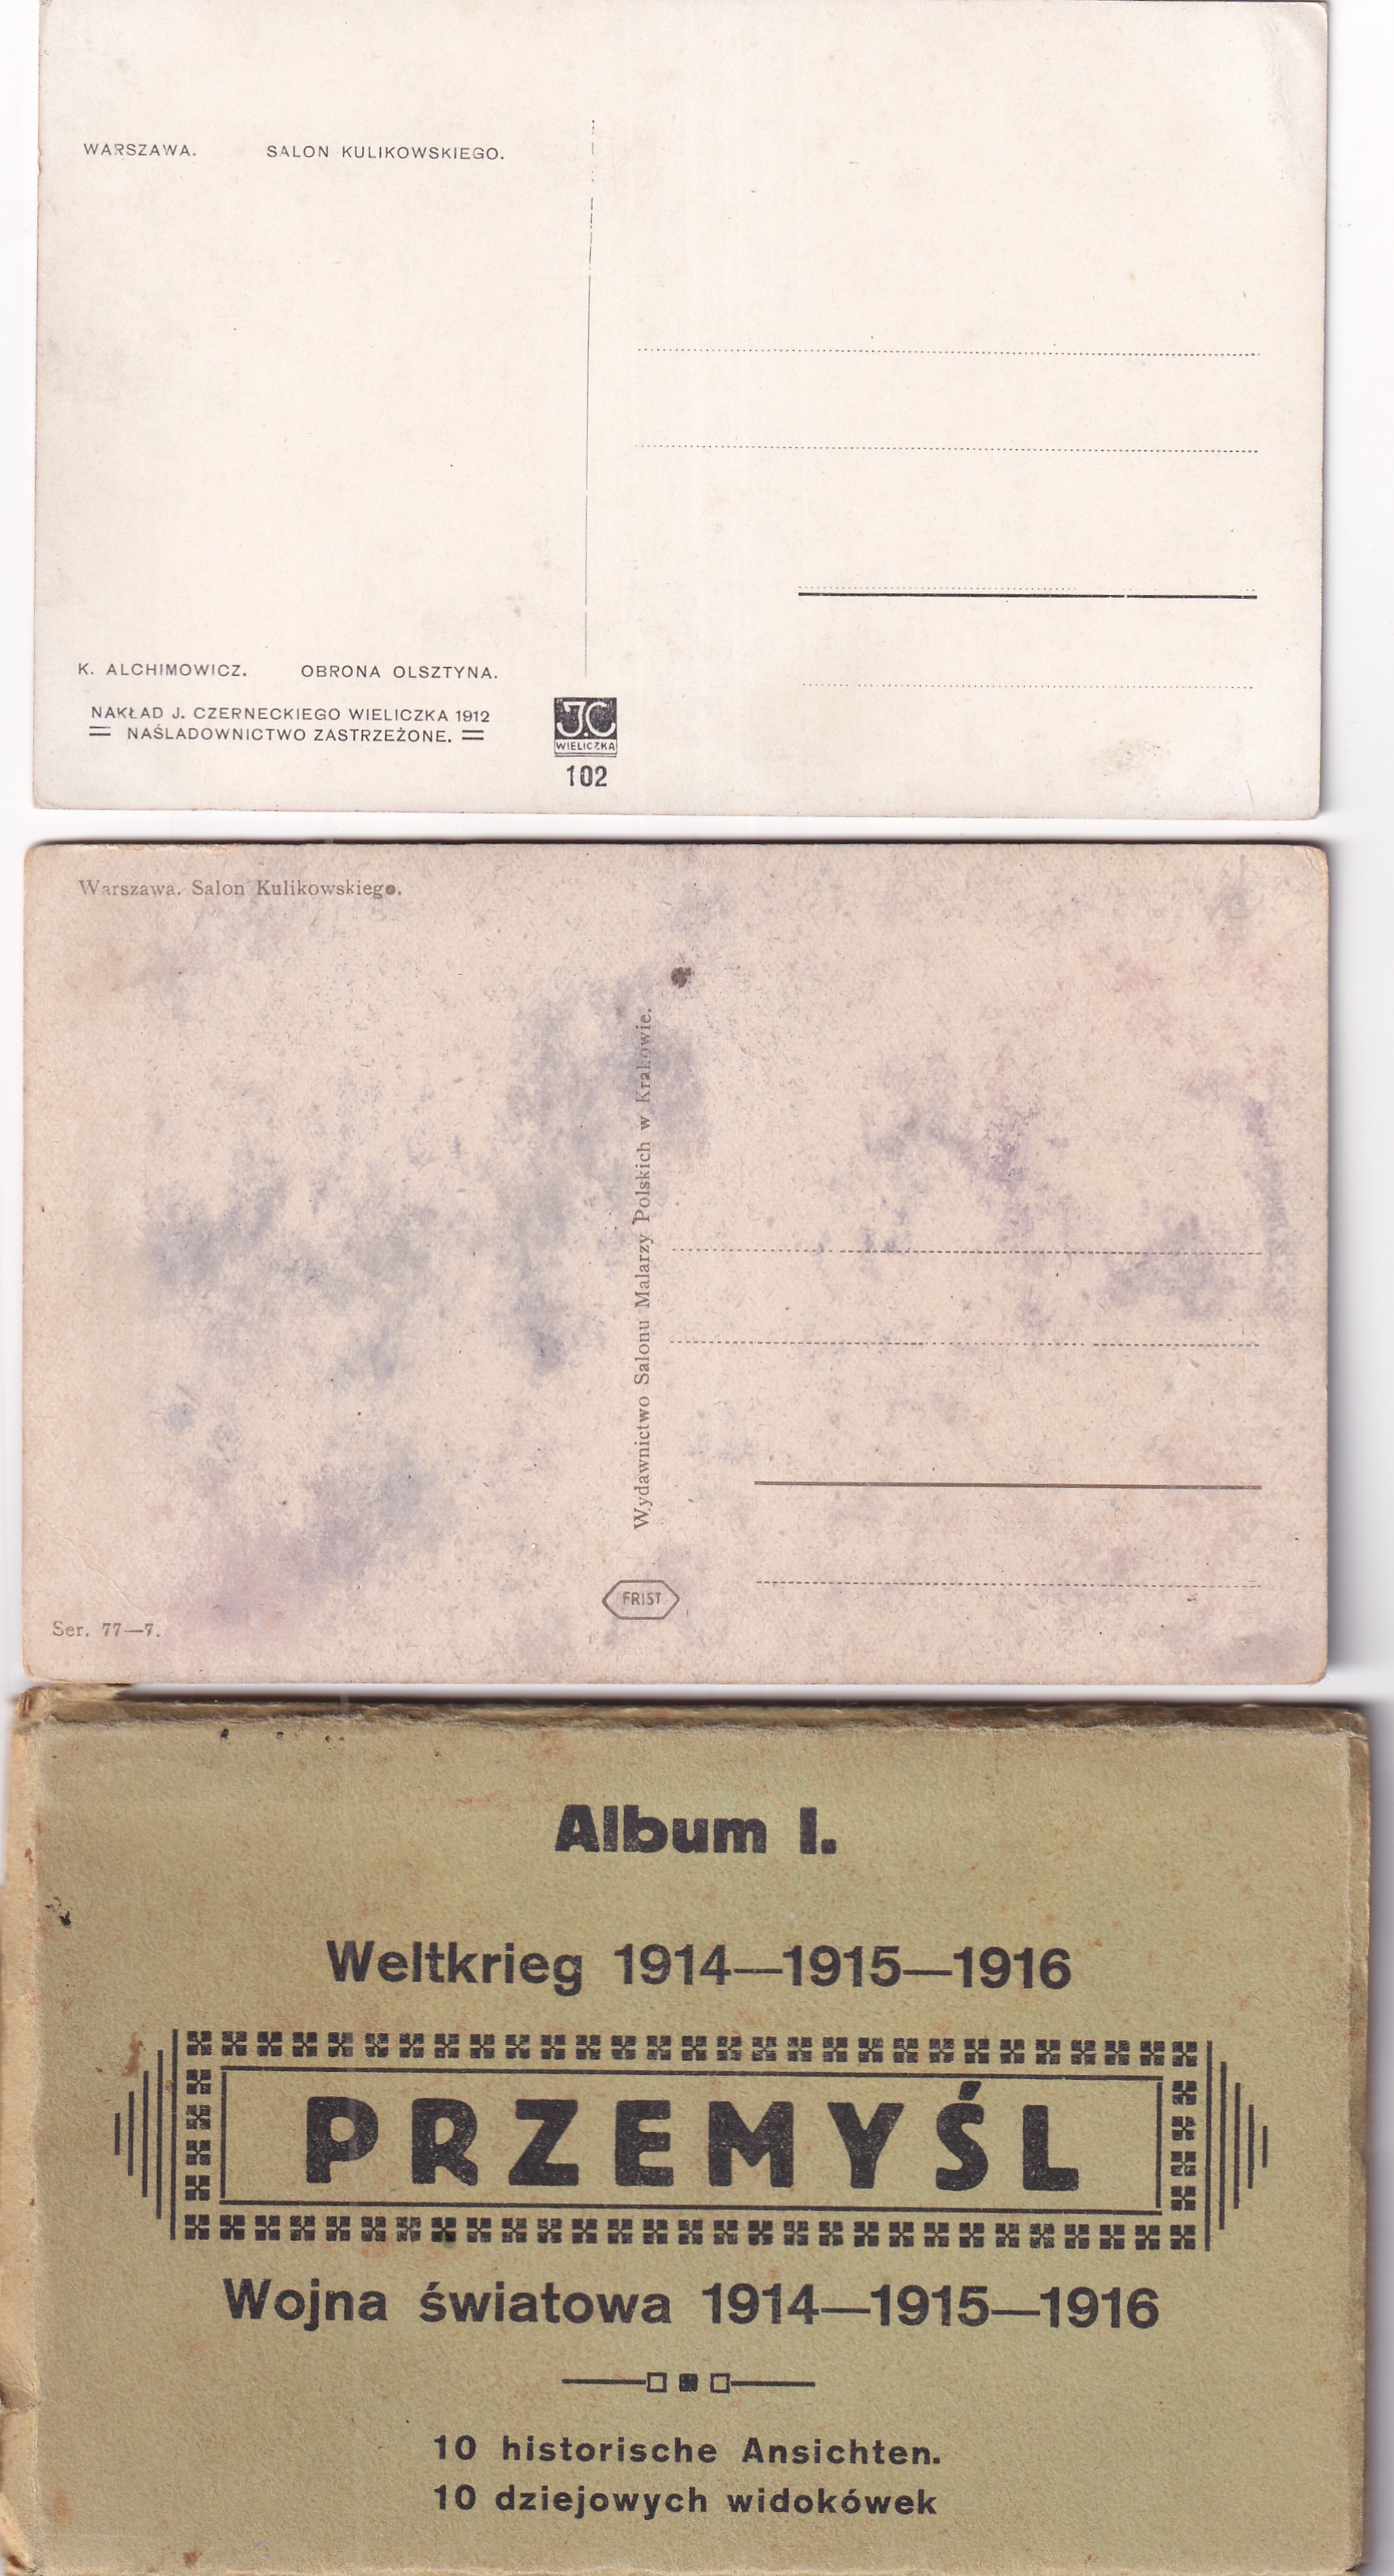 WARSZAWA. SALON KULIKOWSKIEGO.
K. ALCHIMOWICZ. OBRONA OLSZTYNA.
NAKŁAD J. CZERNECKIEGO WIELICZKA 1912
= NAŚLADOWNICTWO ZASTRZEŻONE. =
J.C
WIELICZKA
102
Warszawa. Salon Kulikowskiego.
Wydawnictwo Salonu Malarzy Polskich w Krakowie.
FRIST
Ser. 77—7.
Album I.
Weltkrieg 1914—1915—1916
PRZEMYŚL
Wojna światowa 1914—1915—1916
10 historische Ansichten.
10 dziejowych widokówek